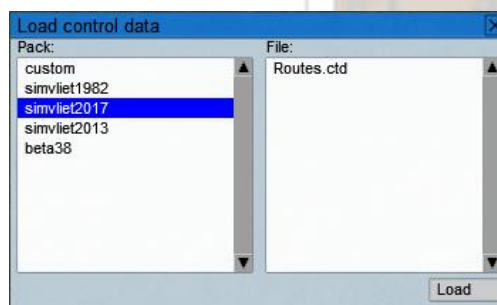 Load control data
Pack:
File:
custom
simvliet1982
simvliet2017
simvliet2013
beta38
Routes.ctd
Load